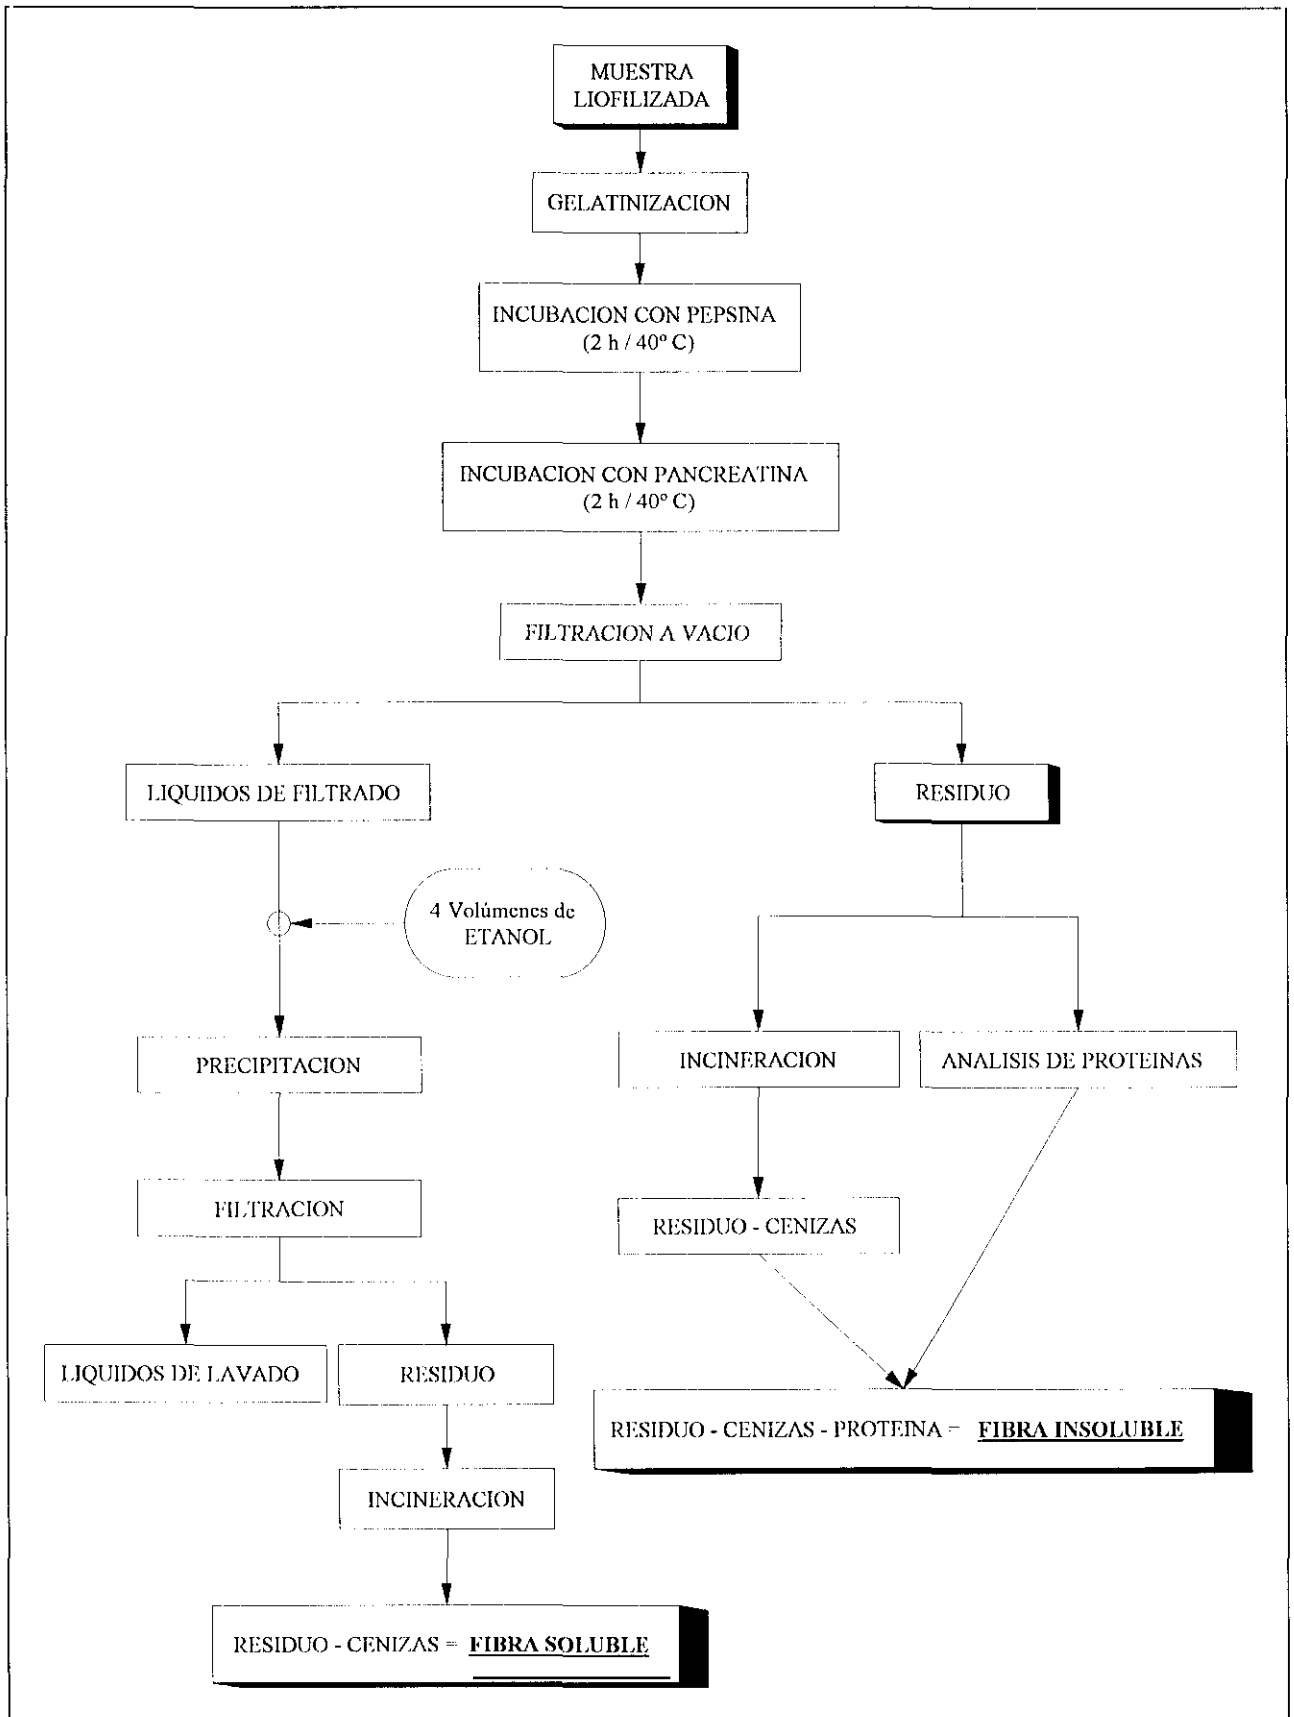 MUESTRA
LIOFILIZADA
GELATINIZACION
INCUBACION CON PEPSINA
(2 h / 40º C)
INCUBACION CON PANCREATINA
(2 h / 40º C)
FILTRACION A VACIO
LIQUIDOS DE FILTRADO
RESIDUO
4 Volúmenes de
ETANOL
PRECIPITACION
INCINERACION
ANALISIS DE PROTEINAS
FILTRACION
RESIDUO - CENIZAS
LIQUIDOS DE LAVADO
RESIDUO
RESIDUO - CENIZAS - PROTEINA = FIBRA INSOLUBLE
INCINERACION
RESIDUO - CENIZAS = FIBRA SOLUBLE